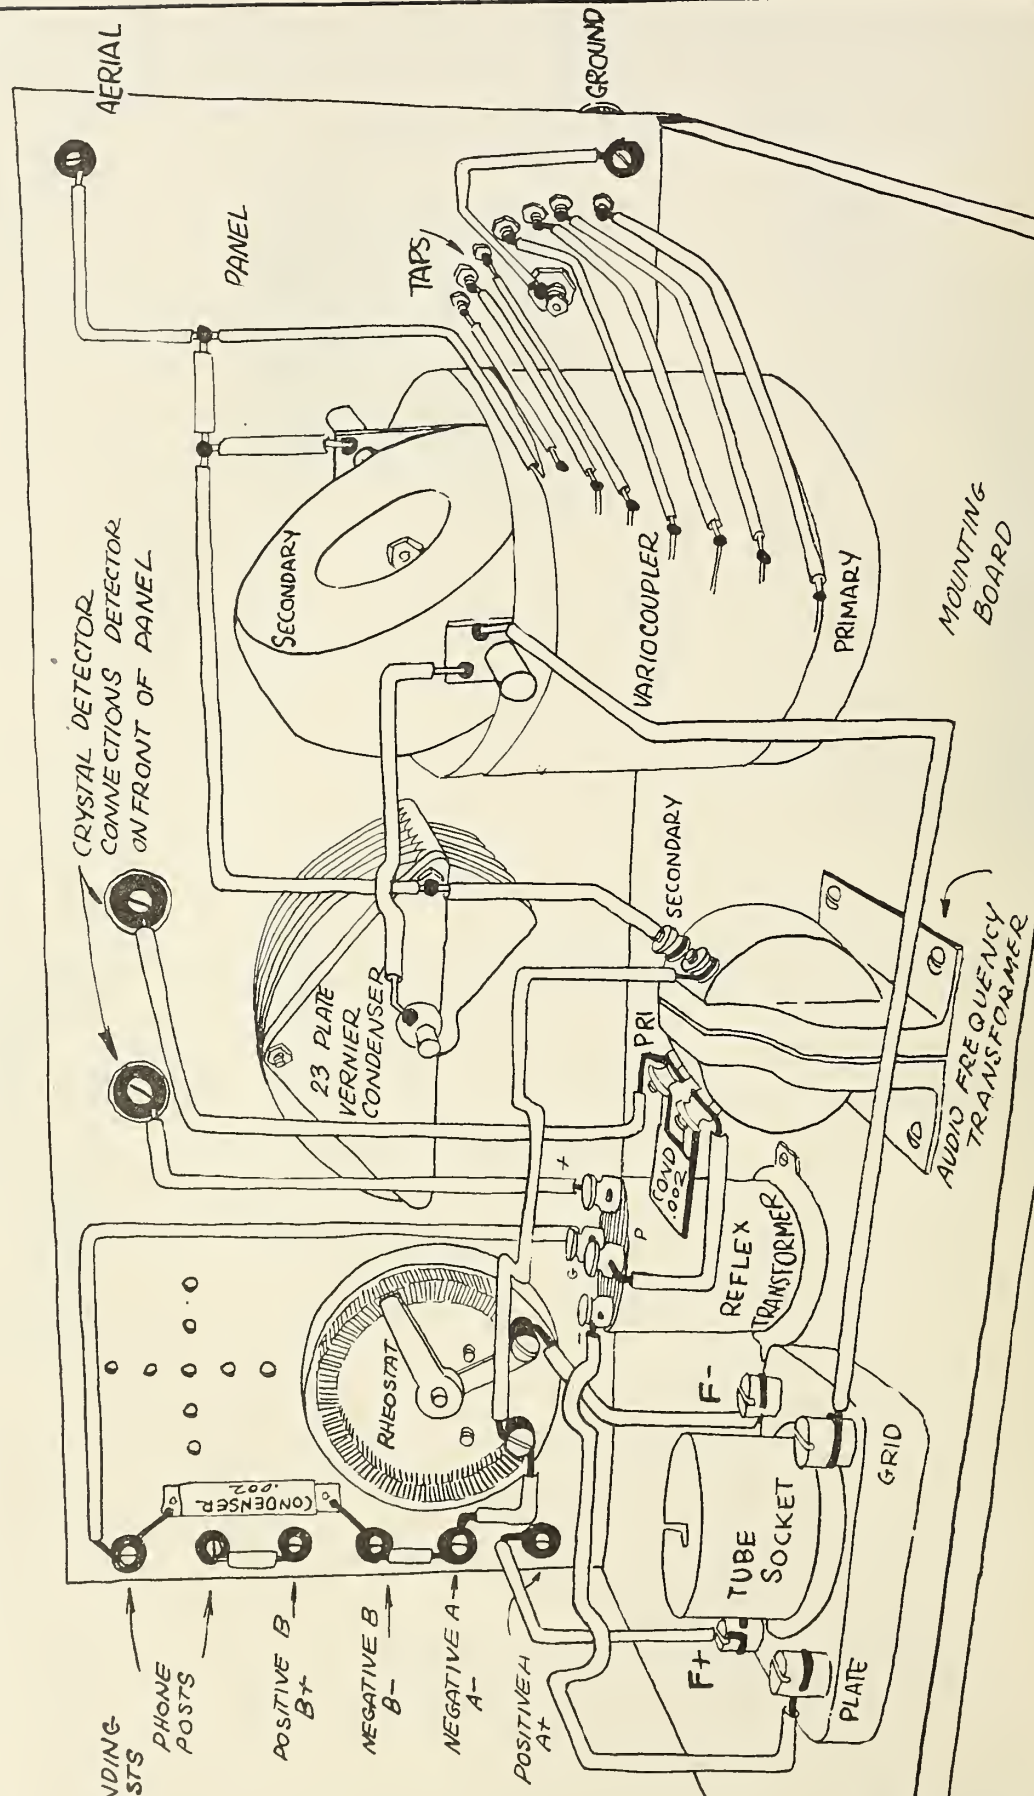 AERIAL
GROUND
PANEL
TAPS
CRYSTAL DETECTOR
CONNECTIONS DETECTOR
ON FRONT OF PANEL
SECONDARY
VARIOCOUPLER
PRIMARY
MOUNTING
BOARD
23 PLATE
VERNIER
CONDENSER
SECONDARY
PRI
COND
.002
AUDIO FREQUENCY
TRANSFORMER
+
G
P
-
REFLEX
TRANSFORMER
RHEOSTAT
CONDENSER
.002
F-
GRID
TUBE
SOCKET
F+
PLATE
PHONE
POSTS
POSITIVE B
B+
NEGATIVE B
B-
NEGATIVE A
A-
POSITIVE A
A+